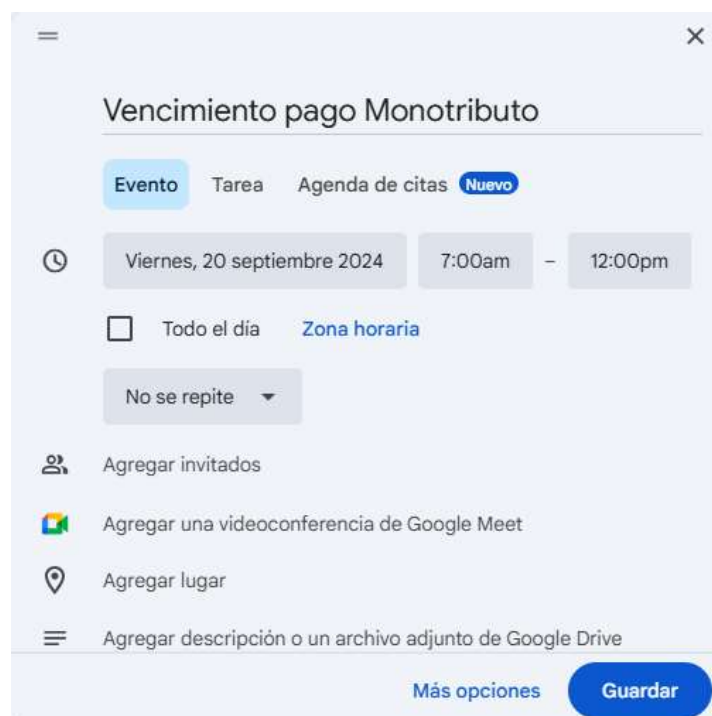 Vencimiento pago Monotributo
Evento Tarea Agenda de citas Nuevo
Viernes, 20 septiembre 2024 7:00am – 12:00pm
Todo el día Zona horaria
No se repite
Agregar invitados
Agregar una videoconferencia de Google Meet
Agregar lugar
Agregar descripción o un archivo adjunto de Google Drive
Más opciones Guardar